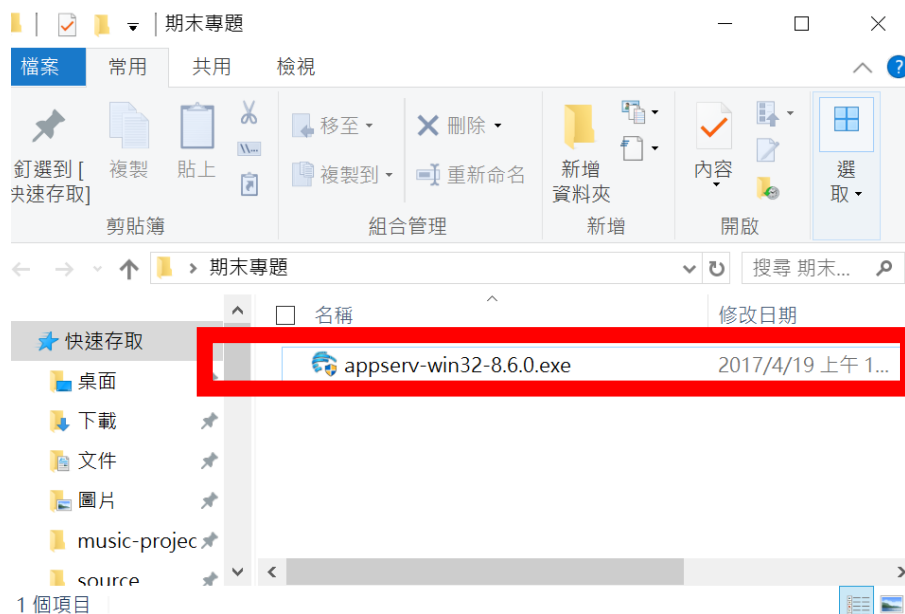 期末專題
檔案 常用 共用 檢視
移至 刪除
釘選到 [ 複製 貼上 複製到 重新命名 新增 內容 選
快速存取] 資料夾 取
剪貼簿 組合管理 新增 開啟
期末專題 搜尋 期末...
名稱 修改日期
快速存取
appserv-win32-8.6.0.exe 2017/4/19 上午 1...
桌面
下載
文件
圖片
music-projec
source
1 個項目